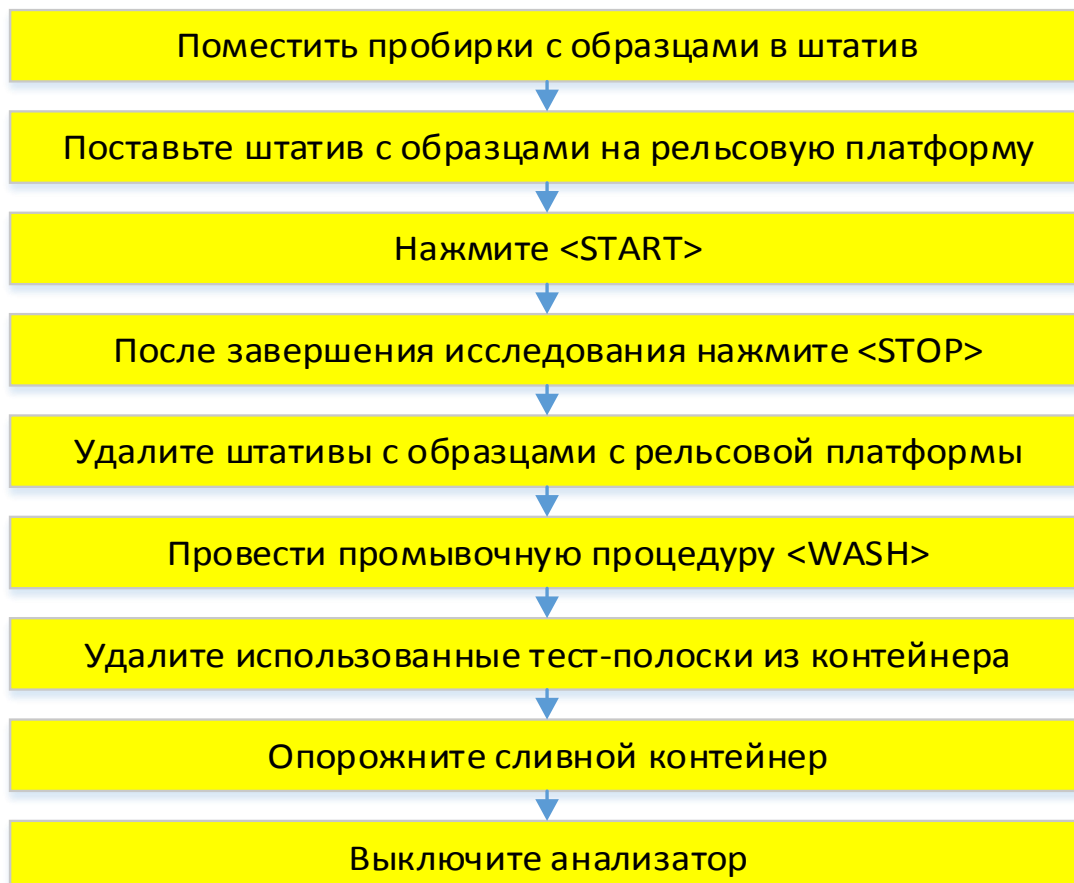 Поместить пробирки с образцами в штатив
Поставьте штатив с образцами на рельсовую платформу
Нажмите <START>
После завершения исследования нажмите <STOP>
Удалите штативы с образцами с рельсовой платформы
Провести промывочную процедуру <WASH>
Удалите использованные тест-полоски из контейнера
Опорожните сливной контейнер
Выключите анализатор